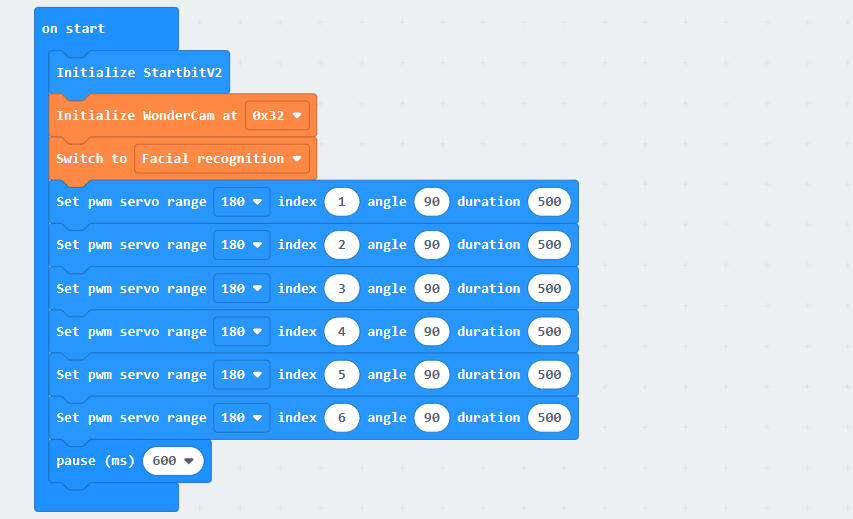 on start
Initialize StartbitV2
Initialize WonderCam at 0x32
Switch to Facial recognition
Set pwm servo range 180 index 1 angle 90 duration 500
Set pwm servo range 180 index 2 angle 90 duration 500
Set pwm servo range 180 index 3 angle 90 duration 500
Set pwm servo range 180 index 4 angle 90 duration 500
Set pwm servo range 180 index 5 angle 90 duration 500
Set pwm servo range 180 index 6 angle 90 duration 500
pause (ms) 600